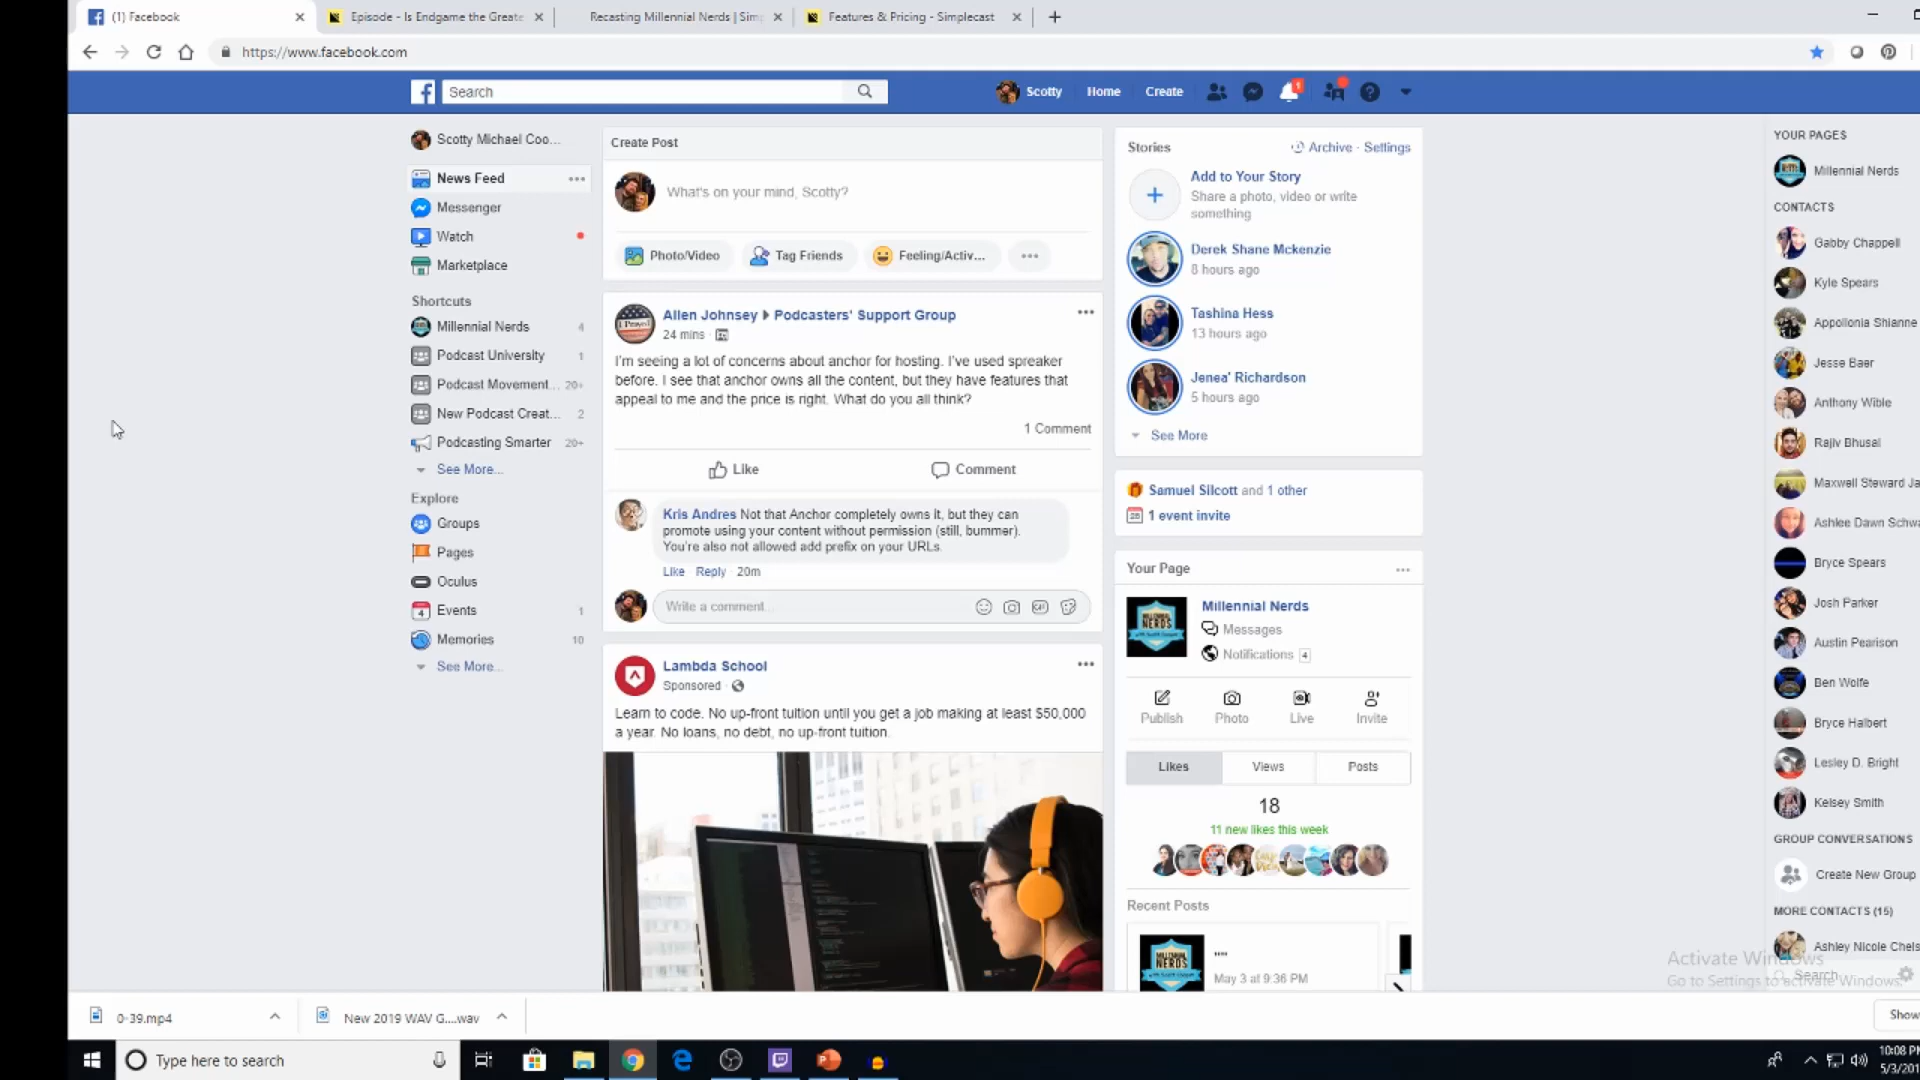 (1) Facebook
Episode - Is Endgame the Greate
Recasting Millennial Nerds | Sim
Features & Pricing - Simplecast
https://www.facebook.com
Search
Scotty
Home
Create
1
Scotty Michael Coo...
News Feed
Messenger
Watch
Marketplace
Shortcuts
Millennial Nerds 4
Podcast University 1
Podcast Movement... 20+
New Podcast Creat... 2
Podcasting Smarter 20+
See More...
Explore
Groups
Pages
Oculus
Events 1
Memories 10
See More...
Create Post
What's on your mind, Scotty?
Photo/Video
Tag Friends
Feeling/Activ...
Allen Johnsey ▸ Podcasters' Support Group
24 mins ·
I'm seeing a lot of concerns about anchor for hosting. I've used spreaker
before. I see that anchor owns all the content, but they have features that
appeal to me and the price is right. What do you all think?
1 Comment
Like
Comment
Kris Andres Not that Anchor completely owns it, but they can
promote using your content without permission (still, bummer).
You're also not allowed add prefix on your URLs.
Like · Reply · 20m
Write a comment...
Lambda School
Sponsored ·
Learn to code. No up-front tuition until you get a job making at least $50,000
a year. No loans, no debt, no up-front tuition.
Stories
Archive · Settings
Add to Your Story
Share a photo, video or write
something
Derek Shane Mckenzie
8 hours ago
Tashina Hess
13 hours ago
Jenea' Richardson
5 hours ago
See More
Samuel Silcott and 1 other
1 event invite
Your Page
Millennial Nerds
Messages
Notifications 4
Publish
Photo
Live
Invite
Likes
Views
Posts
18
11 new likes this week
Recent Posts
....
May 3 at 9:36 PM
YOUR PAGES
Millennial Nerds
CONTACTS
Gabby Chappell
Kyle Spears
Appollonia Shianne
Jesse Baer
Anthony Wible
Rajiv Bhusal
Maxwell Steward Ja
Ashlee Dawn Schwa
Bryce Spears
Josh Parker
Austin Pearison
Ben Wolfe
Bryce Halbert
Lesley D. Bright
Kelsey Smith
GROUP CONVERSATIONS
Create New Group
MORE CONTACTS (15)
Ashley Nicole Chels
Search
Activate Windows
Go to Settings to activate Windows.
0-39.mp4
New 2019 WAV G....wav
Show
Type here to search
10:08 PM
5/3/201